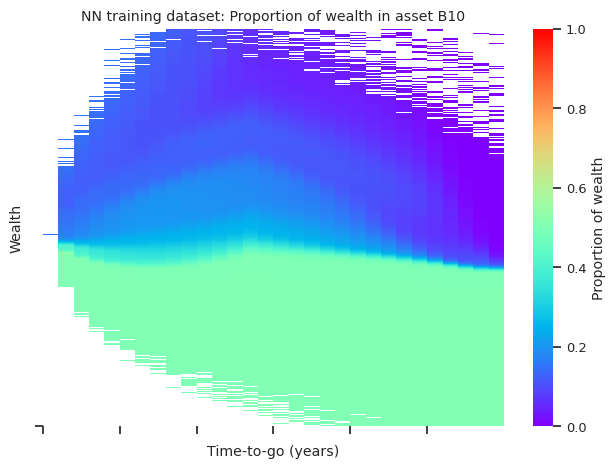 NN training dataset: Proportion of wealth in asset B10
Wealth
Time-to-go (years)
1.0
0.8
0.6
0.4
0.2
0.0
Proportion of wealth